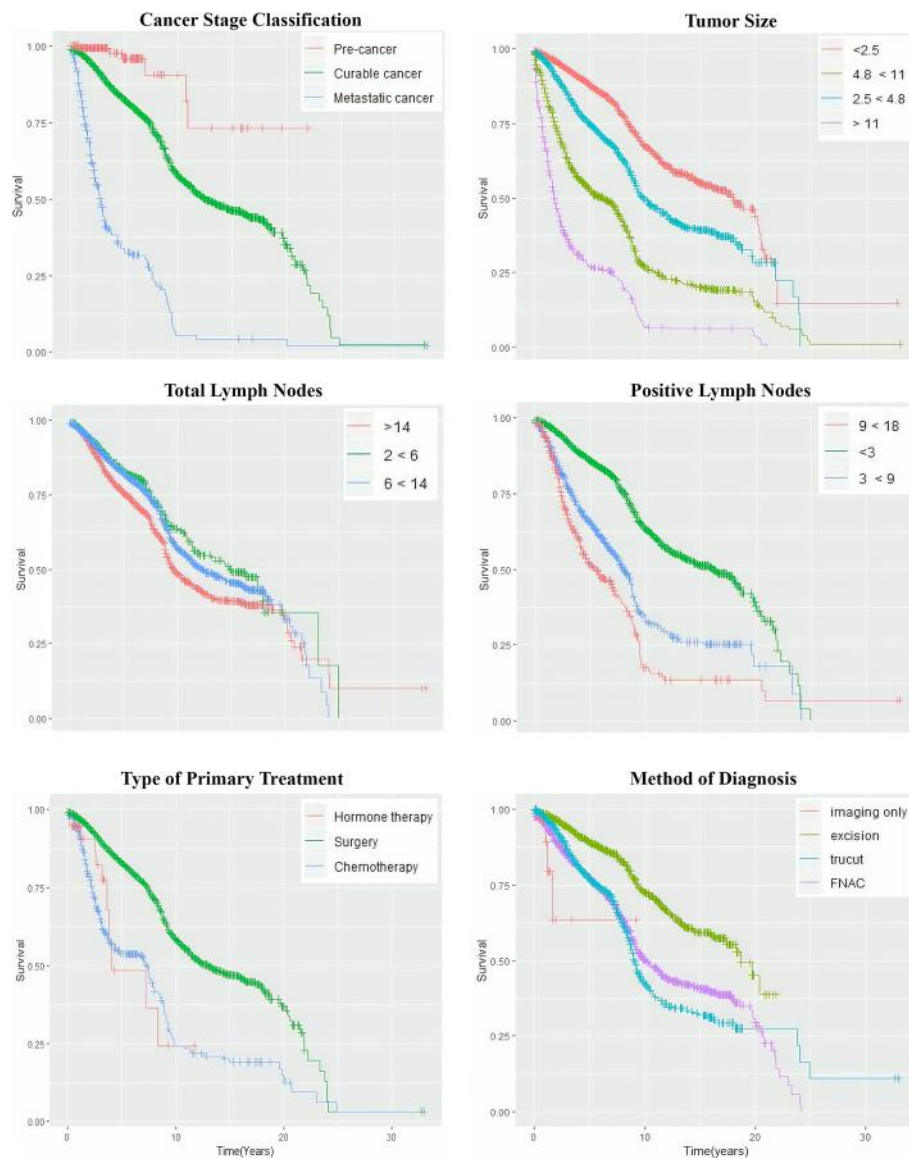 Cancer Stage Classification
1.00
0.75
0.50
0.25
0.00
Survival
Pre-cancer
Curable cancer
Metastatic cancer
Tumor Size
1.00
0.75
0.50
0.25
0.00
Survival
<2.5
4.8 < 11
2.5 < 4.8
> 11
Total Lymph Nodes
1.00
0.75
0.50
0.25
0.00
Survival
>14
2 < 6
6 < 14
Positive Lymph Nodes
1.00
0.75
0.50
0.25
0.00
Survival
9 < 18
<3
3 < 9
Type of Primary Treatment
1.00
0.75
0.50
0.25
0.00
Survival
Hormone therapy
Surgery
Chemotherapy
0 10 20 30
Time(Years)
Method of Diagnosis
1.00
0.75
0.50
0.25
0.00
Survival
imaging only
excision
trucut
FNAC
0 10 20 30
Time(Years)